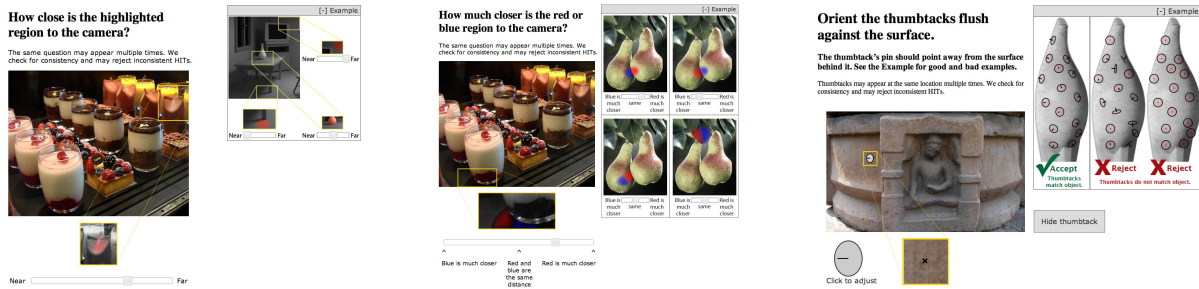 How close is the highlighted
region to the camera?
The same question may appear multiple times. We
check for consistency and may reject inconsistent HITs.
Near
Far
[-] Example
Near
Far
Near
Far
Near
Far
How much closer is the red or
blue region to the camera?
The same question may appear multiple times. We
check for consistency and may reject inconsistent HITs.
^
^
^
Blue is much closer
Red and
blue are
the same
distance
Red is much closer
[-] Example
Blue is
much
closer
same
Red is
much
closer
Blue is
much
closer
same
Red is
much
closer
Blue is
much
closer
same
Red is
much
closer
Blue is
much
closer
same
Red is
much
closer
Orient the thumbtacks flush
against the surface.
The thumbtack's pin should point away from the surface
behind it. See the Example for good and bad examples.
Thumbtacks may appear at the same location multiple times. We check for
consistency and may reject inconsistent HITs.
Click to adjust
[-] Example
Accept
Thumbtacks
match object.
Reject
Reject
Thumbtacks do not match object.
Hide thumbtack